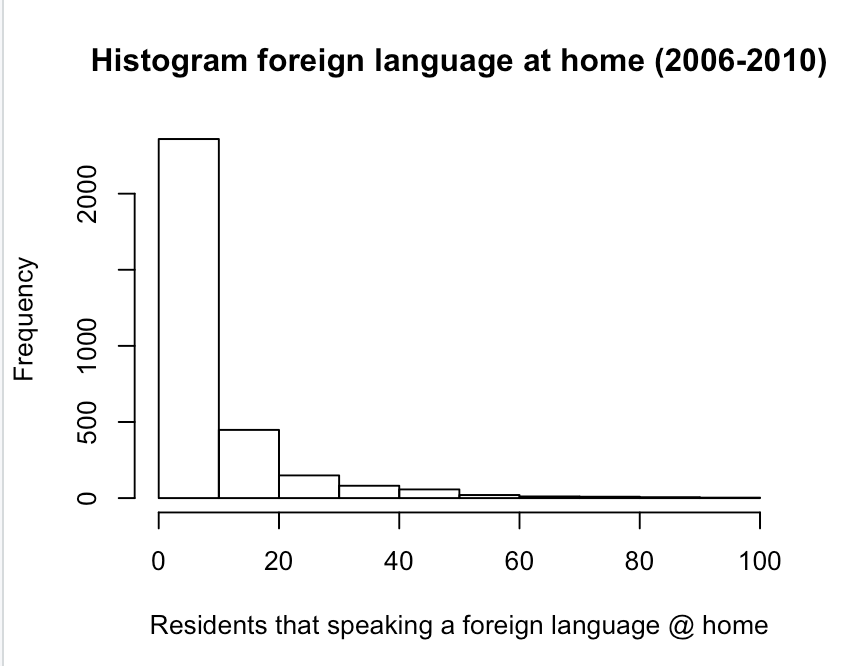 Histogram foreign language at home (2006-2010)
Frequency
2000
1000
500
0
0 20 40 60 80 100
Residents that speaking a foreign language @ home